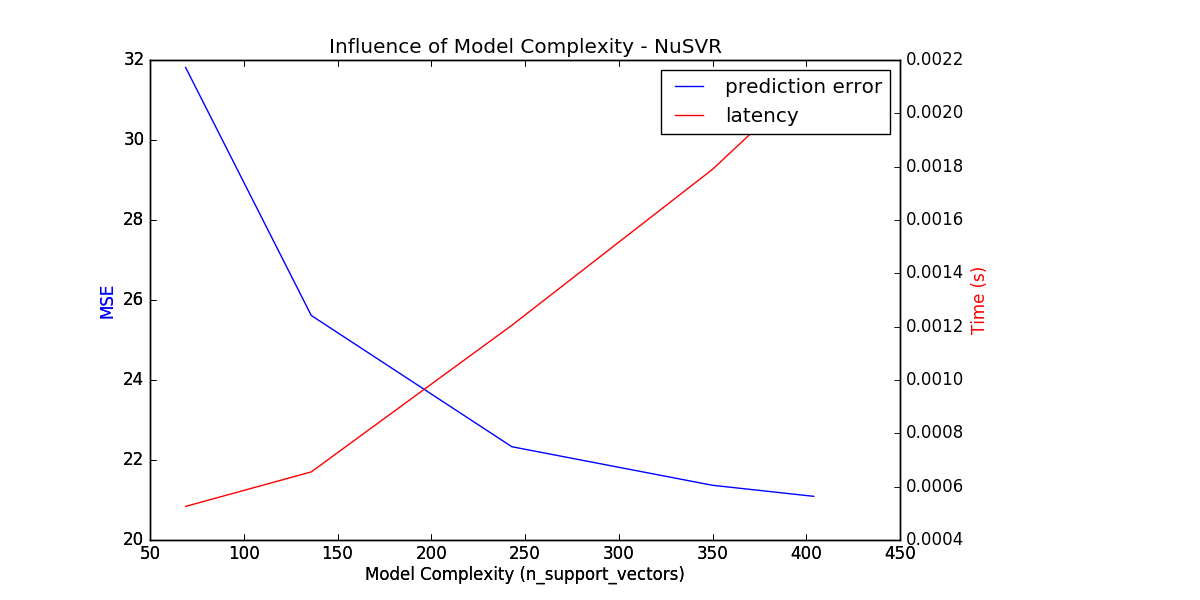 Influence of Model Complexity - NuSVR
32
30
28
26
24
22
20
MSE
prediction error
latency
0.0022
0.0020
0.0018
0.0016
0.0014
0.0012
0.0010
0.0008
0.0006
0.0004
Time (s)
50 100 150 200 250 300 350 400 450
Model Complexity (n_support_vectors)